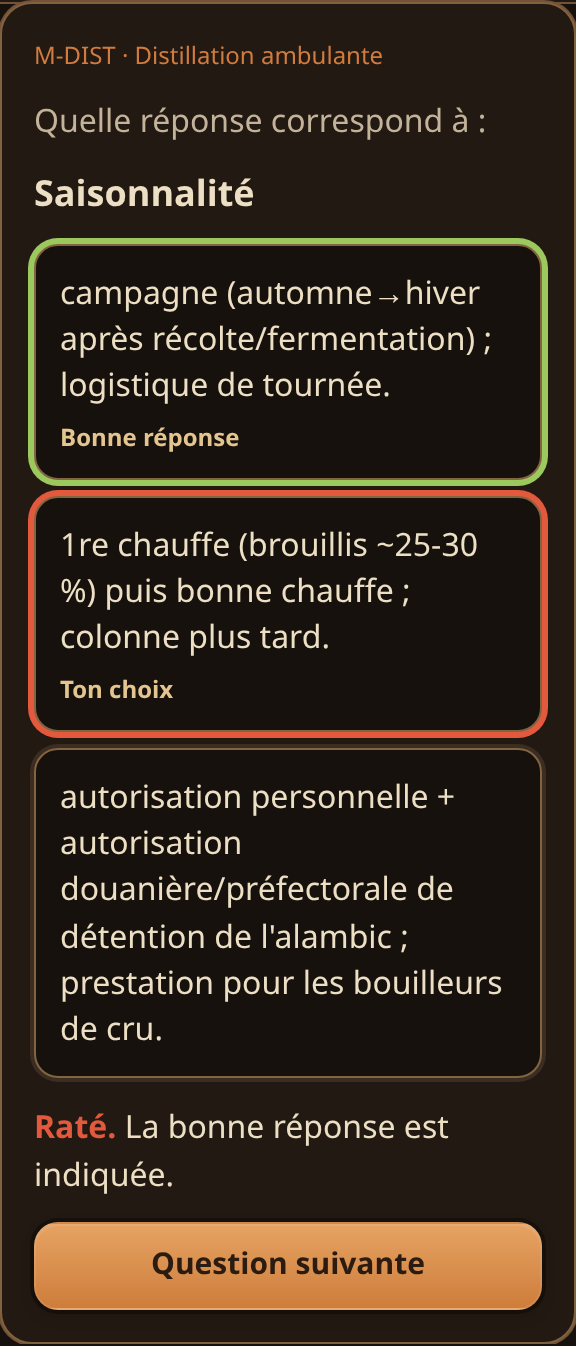 M-DIST · Distillation ambulante
Quelle réponse correspond à :
Saisonnalité
campagne (automne→hiver
après récolte/fermentation) ;
logistique de tournée.
Bonne réponse
1re chauffe (brouillis ~25-30
%) puis bonne chauffe ;
colonne plus tard.
Ton choix
autorisation personnelle +
autorisation
douanière/préfectorale de
détention de l'alambic ;
prestation pour les bouilleurs
de cru.
Raté. La bonne réponse est
indiquée.
Question suivante